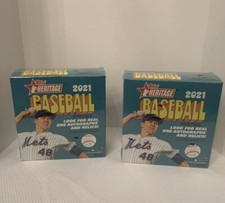 2021
Topps
HERITAGE
BASEBALL
LOOK FOR REAL
ONE AUTOGRAPHS
AND RELICS!
Mets
48
2021
Topps
HERITAGE
BASEBALL
LOOK FOR REAL
ONE AUTOGRAPHS
AND RELICS!
Mets
48